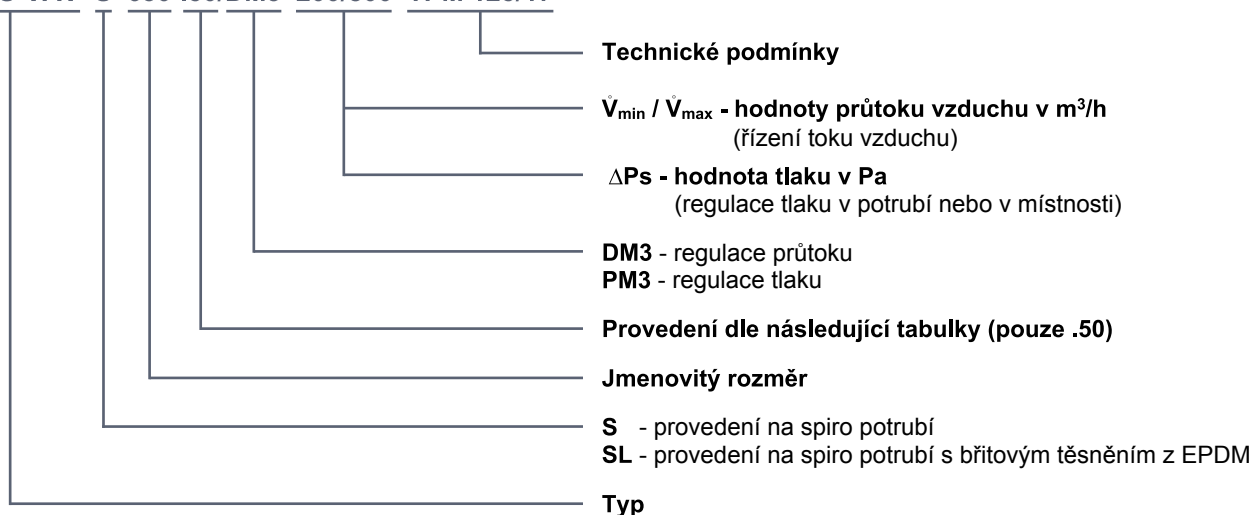 Technické podmínky
V̊min / V̊max - hodnoty průtoku vzduchu v m³/h
(řízení toku vzduchu)
∆Ps - hodnota tlaku v Pa
(regulace tlaku v potrubí nebo v místnosti)
DM3 - regulace průtoku
PM3 - regulace tlaku
Provedení dle následující tabulky (pouze .50)
Jmenovitý rozměr
S - provedení na spiro potrubí
SL - provedení na spiro potrubí s břitovým těsněním z EPDM
Typ